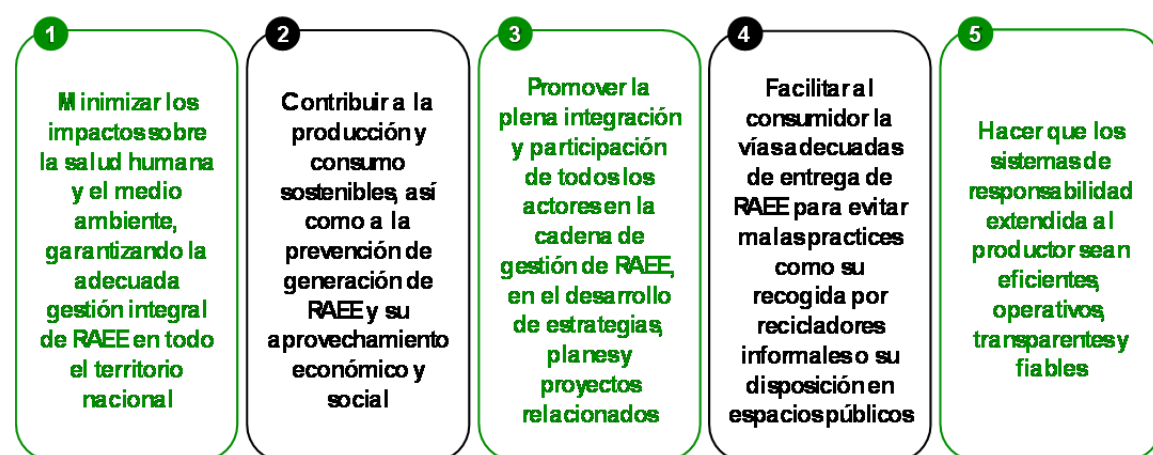 1
Minimizar los
impactos sobre
la salud humana
y el medio
ambiente,
garantizando la
adecuada
gestión integral
de RAEE en todo
el territorio
nacional
2
Contribuir a la
producción y
consumo
sostenibles, así
como a la
prevención de
generación de
RAEE y su
aprovechamiento
económico y
social
3
Promover la
plena integración
y participación
de todos los
actores en la
cadena de
gestión de RAEE,
en el desarrollo
de estrategias,
planes y
proyectos
relacionados
4
Facilitar al
consumidor la
vías adecuadas
de entrega de
RAEE para evitar
malas practices
como su
recogida por
recicladores
informales o su
disposición en
espacios públicos
5
Hacer que los
sistemas de
responsabilidad
extendida al
productor sean
eficientes,
operativos,
transparentes y
fiables